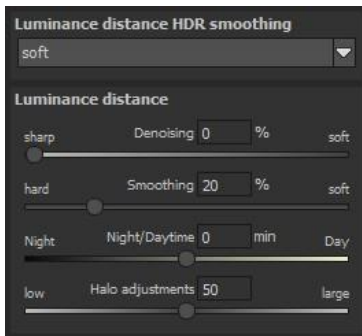 Luminance distance HDR smoothing
soft
Luminance distance
sharp Denoising 0 % soft
hard Smoothing 20 % soft
Night Night/Daytime 0 min Day
low Halo adjustments 50 large